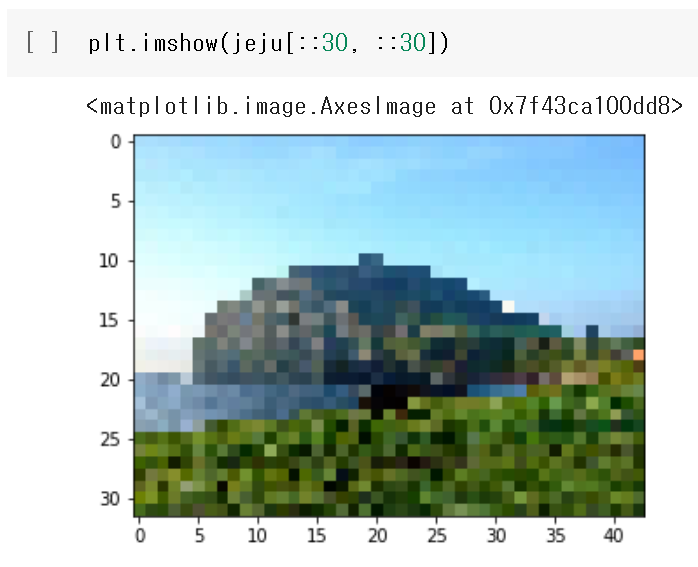 [ ] plt.imshow(jeju[::30, ::30])
<matplotlib.image.AxesImage at 0x7f43ca100dd8>
0
5
10
15
20
25
30
0 5 10 15 20 25 30 35 40